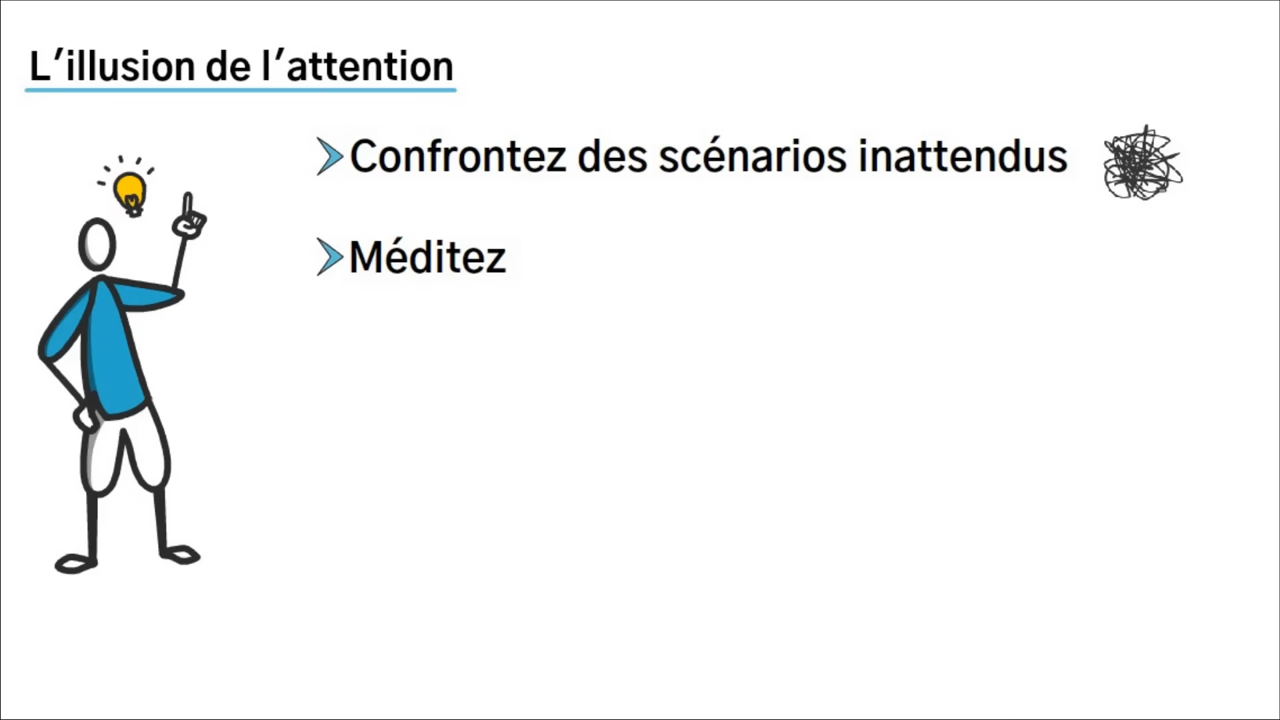 L'illusion de l'attention
Confrontez des scénarios inattendus
Méditez